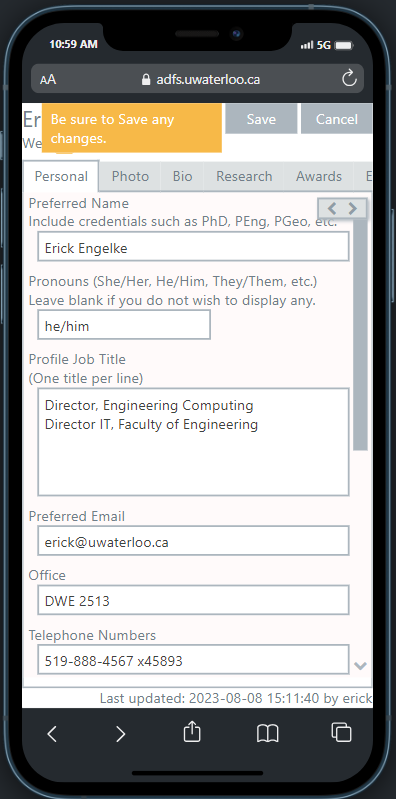 10:59 AM
5G
AA
adfs.uwaterloo.ca
Er
Be sure to Save any
changes.
Save
Cancel
We
Personal
Photo
Bio
Research
Awards
E
Preferred Name
Include credentials such as PhD, PEng, PGeo, etc.
Erick Engelke
Pronouns (She/Her, He/Him, They/Them, etc.)
Leave blank if you do not wish to display any.
he/him
Profile Job Title
(One title per line)
Director, Engineering Computing
Director IT, Faculty of Engineering
Preferred Email
erick@uwaterloo.ca
Office
DWE 2513
Telephone Numbers
519-888-4567 x45893
Last updated: 2023-08-08 15:11:40 by erick